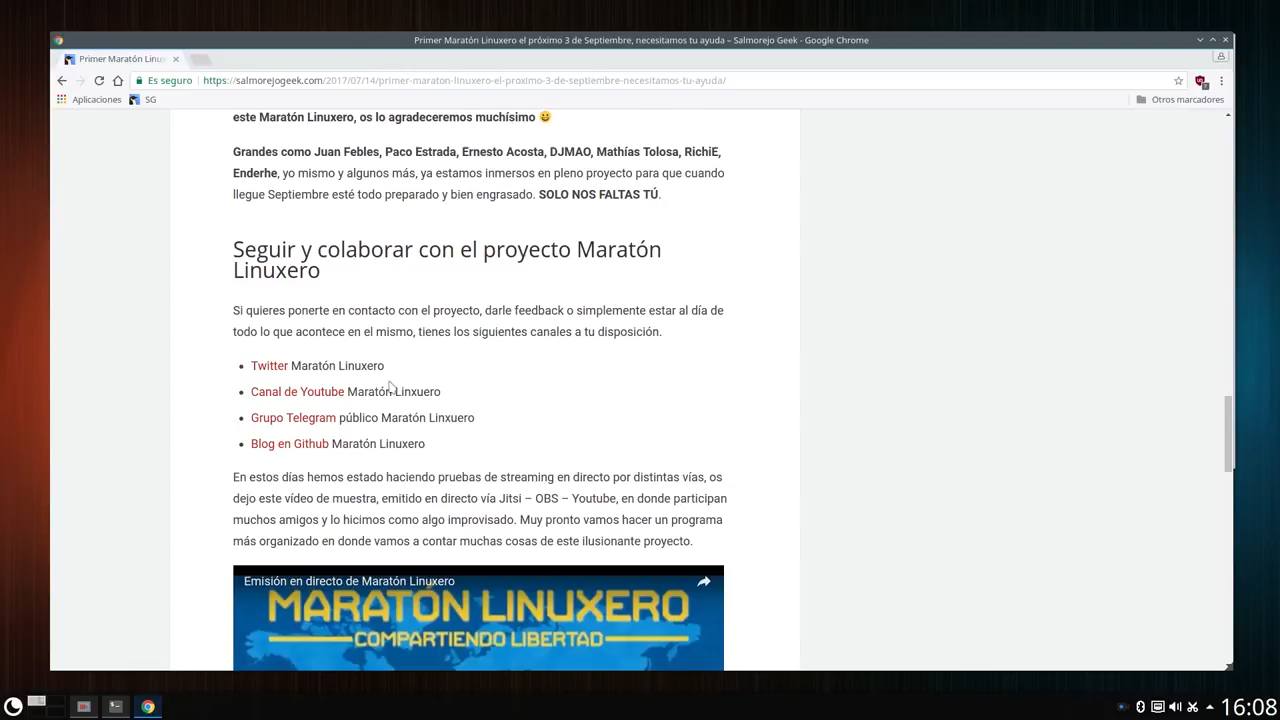 Primer Maratón Linuxero el próximo 3 de Septiembre, necesitamos tu ayuda – Salmorejo Geek - Google Chrome
Primer Maratón Linu
Es seguro https://salmorejogeek.com/2017/07/14/primer-maraton-linuxero-el-proximo-3-de-septiembre-necesitamos-tu-ayuda/
Aplicaciones SG Otros marcadores
este Maratón Linuxero, os lo agradeceremos muchísimo
Grandes como Juan Febles, Paco Estrada, Ernesto Acosta, DJMAO, Mathías Tolosa, RichiE,
Enderhe, yo mismo y algunos más, ya estamos inmersos en pleno proyecto para que cuando
llegue Septiembre esté todo preparado y bien engrasado. SOLO NOS FALTAS TÚ.
Seguir y colaborar con el proyecto Maratón
Linuxero
Si quieres ponerte en contacto con el proyecto, darle feedback o simplemente estar al día de
todo lo que acontece en el mismo, tienes los siguientes canales a tu disposición.
Twitter Maratón Linuxero
Canal de Youtube Maratón Linxuero
Grupo Telegram público Maratón Linxuero
Blog en Github Maratón Linuxero
En estos días hemos estado haciendo pruebas de streaming en directo por distintas vías, os
dejo este vídeo de muestra, emitido en directo vía Jitsi – OBS – Youtube, en donde participan
muchos amigos y lo hicimos como algo improvisado. Muy pronto vamos hacer un programa
más organizado en donde vamos a contar muchas cosas de este ilusionante proyecto.
Emisión en directo de Maratón Linuxero
MARATÓN LINUXERO
COMPARTIENDO LIBERTAD
16:08